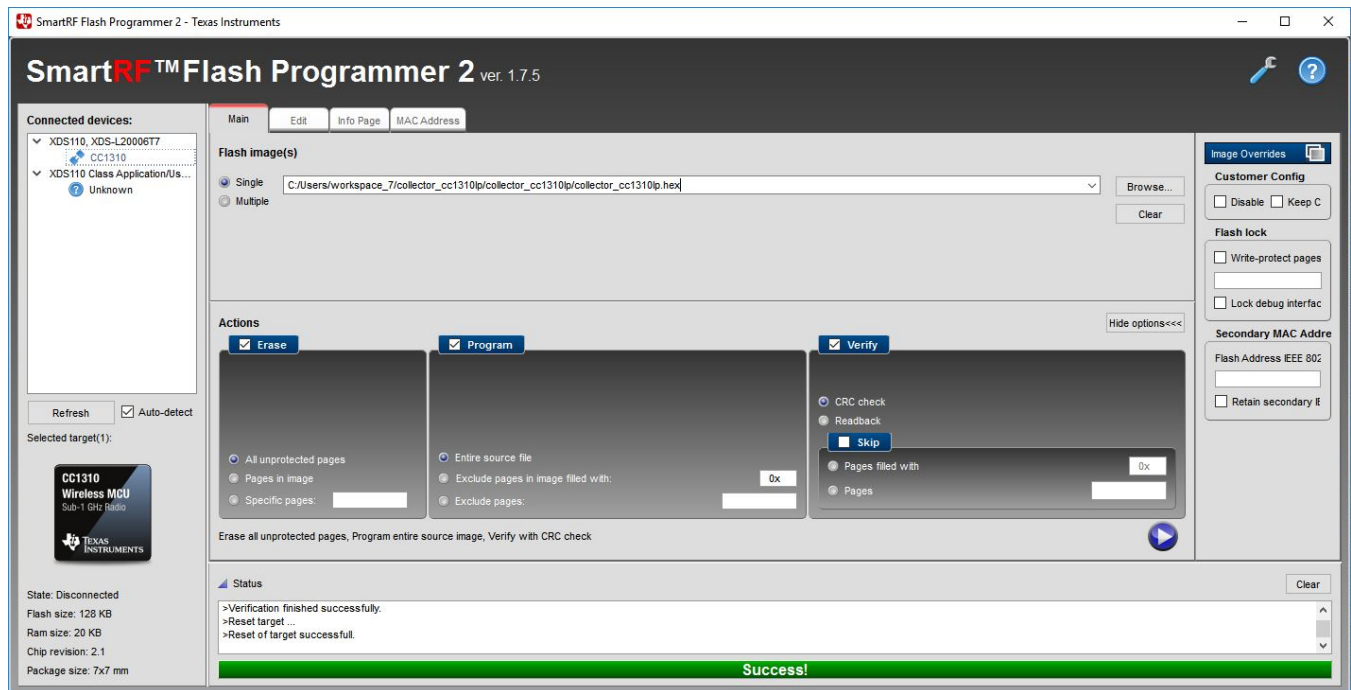 SmartRF Flash Programmer 2 - Texas Instruments
SmartRF™Flash Programmer 2 ver. 1.7.5
Connected devices:
XDS110, XDS-L20006T7
CC1310
XDS110 Class Application/Us...
Unknown
Refresh
Auto-detect
Selected target(1):
CC1310
Wireless MCU
Sub-1 GHz Radio
TEXAS
INSTRUMENTS
State: Disconnected
Flash size: 128 KB
Ram size: 20 KB
Chip revision: 2.1
Package size: 7x7 mm
Main
Edit
Info Page
MAC Address
Flash image(s)
Single
C:/Users/workspace_7/collector_cc1310lp/collector_cc1310lp/collector_cc1310lp.hex
Browse...
Multiple
Clear
Actions
Hide options<<<
Erase
All unprotected pages
Pages in image
Specific pages:
Program
Entire source file
Exclude pages in image filled with:
0x
Exclude pages:
Verify
CRC check
Readback
Skip
Pages filled with
0x
Pages
Erase all unprotected pages, Program entire source image, Verify with CRC check
Status
Clear
>Verification finished successfully.
>Reset target ...
>Reset of target successfull.
Success!
Image Overrides
Customer Config
Disable
Keep C
Flash lock
Write-protect pages
Lock debug interfac
Secondary MAC Addre
Flash Address IEEE 802
Retain secondary IE